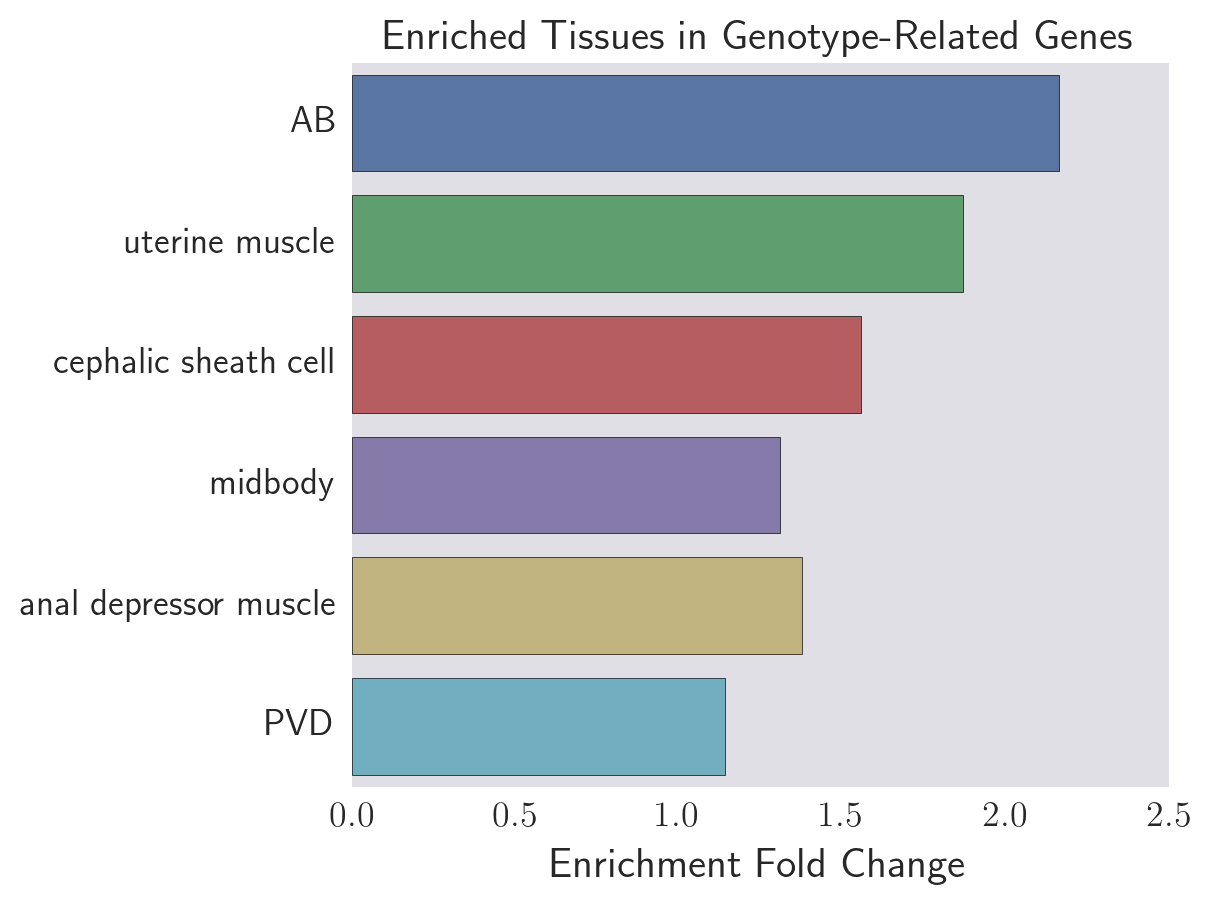 Enriched Tissues in Genotype-Related Genes
AB
uterine muscle
cephalic sheath cell
midbody
anal depressor muscle
PVD
0.0 0.5 1.0 1.5 2.0 2.5
Enrichment Fold Change